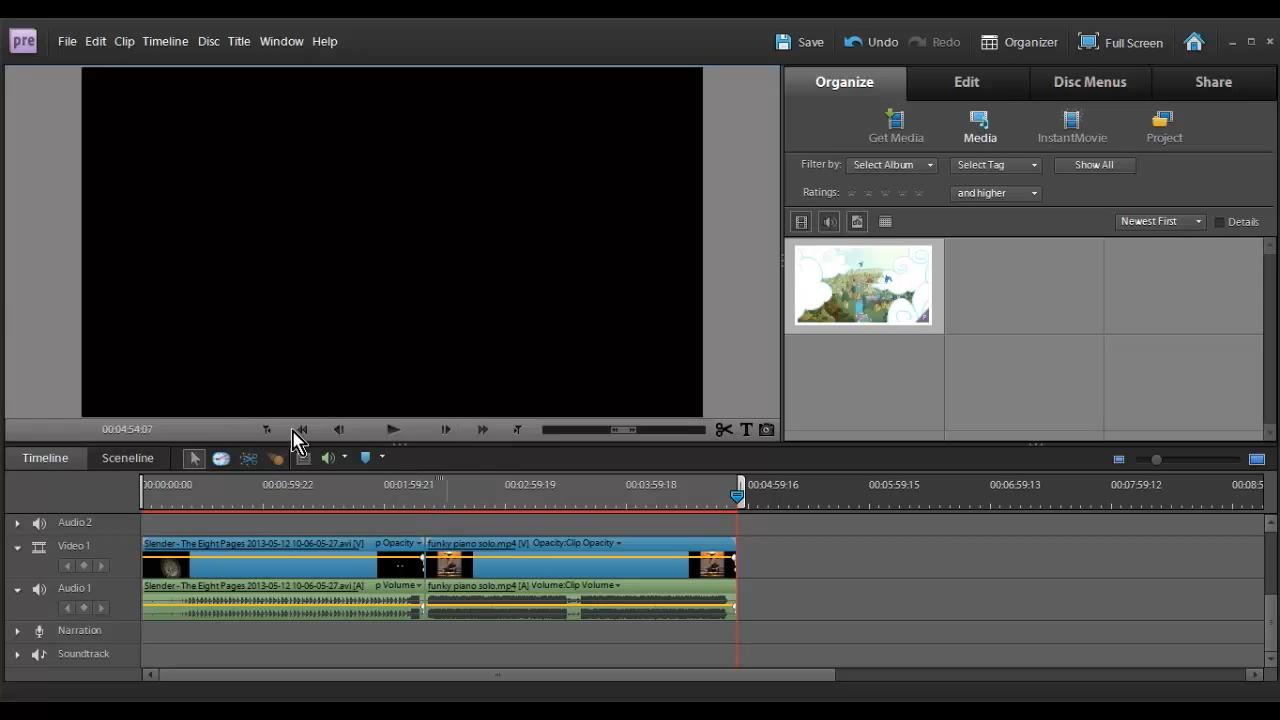 pre File Edit Clip Timeline Disc Title Window Help Save Undo Redo Organizer Full Screen
Organize Edit Disc Menus Share
Get Media Media InstantMovie Project
Filter by: Select Album Select Tag Show All
Ratings: and higher
Newest First Details
00:04:54:07
T
Timeline Sceneline
00:00:00:00 00:00:59:22 00:01:59:21 00:02:59:19 00:03:59:18 00:04:59:16 00:05:59:15 00:06:59:13 00:07:59:12 00:08:5
Audio 2
Video 1 Slender - The Eight Pages 2013-05-12 10-06-05-27.avi [V] p Opacity funky piano solo.mp4 [V] Opacity:Clip Opacity
Audio 1 Slender - The Eight Pages 2013-05-12 10-06-05-27.avi [A] p Volume funky piano solo.mp4 [A] Volume:Clip Volume
Narration
Soundtrack